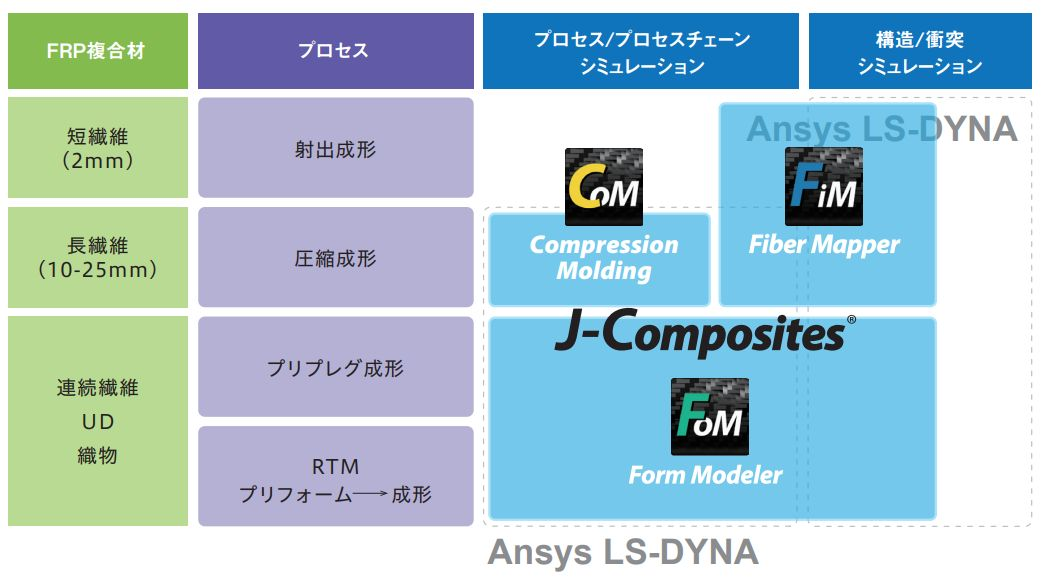 FRP複合材
プロセス
プロセス/プロセスチェーン
シミュレーション
構造/衝突
シミュレーション
短繊維
(2mm)
射出成形
Ansys LS-DYNA
CoM
FiM
長繊維
(10-25mm)
圧縮成形
Compression
Molding
Fiber Mapper
J-Composites®
連続繊維
UD
織物
プリプレグ成形
FoM
Form Modeler
RTM
プリフォーム→成形
Ansys LS-DYNA